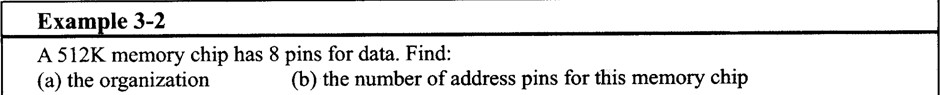 Example 3-2
A 512K memory chip has 8 pins for data. Find:
(a) the organization (b) the number of address pins for this memory chip